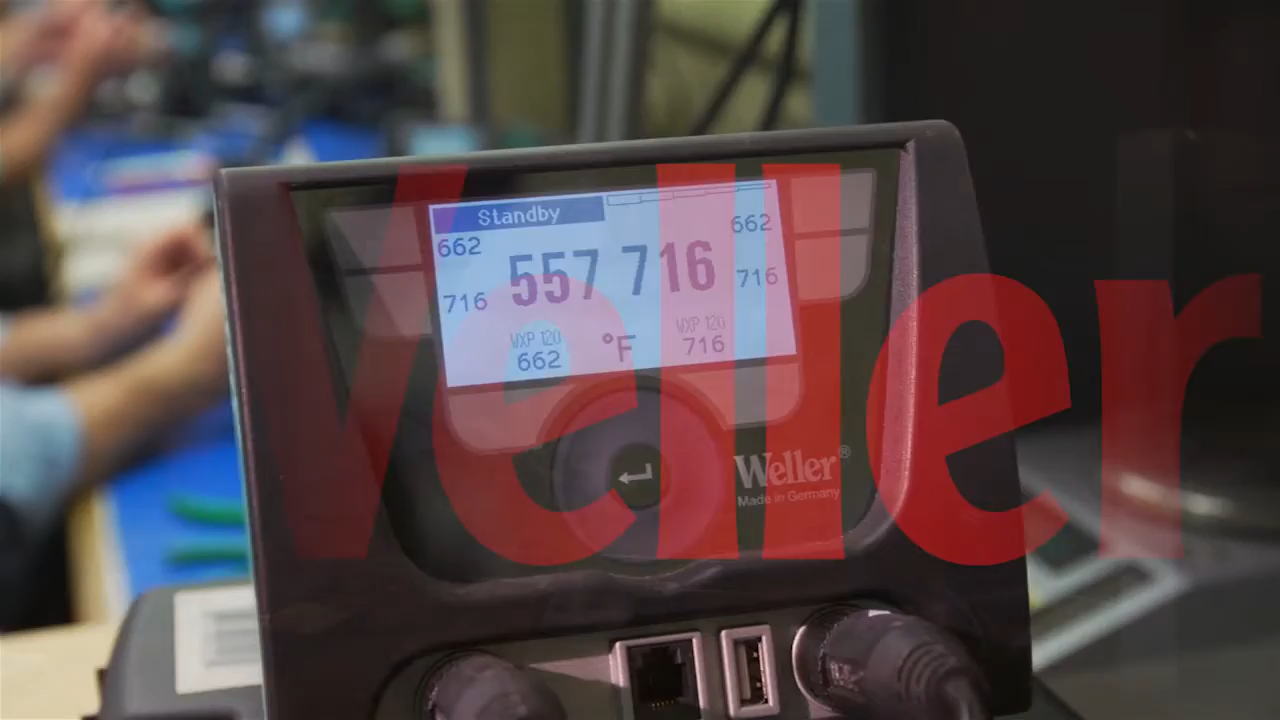 Standby
662
662
557 716
716
716
WXP 120
WXP 120
°F
662
716
Weller®
Made in Germany
Weller